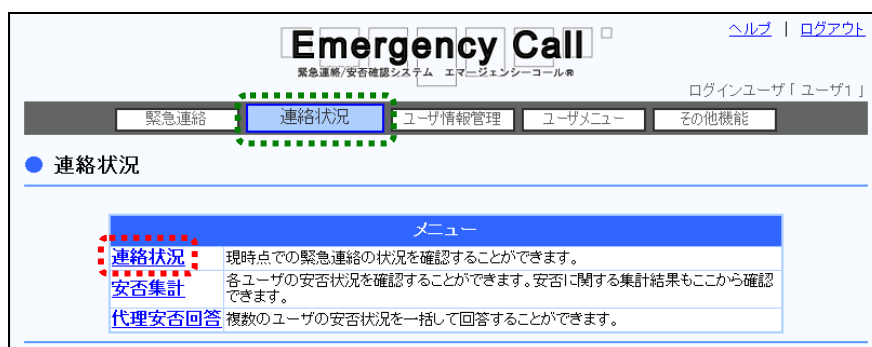 ヘルプ | ログアウト
Emergency Call
緊急連絡/安否確認システム エマージェンシーコール®
ログインユーザ「 ユーザ1 」
緊急連絡 連絡状況 ユーザ情報管理 ユーザメニュー その他機能
連絡状況
メニュー
連絡状況 現時点での緊急連絡の状況を確認することができます。
安否集計 各ユーザの安否状況を確認することができます。安否に関する集計結果もここから確認
できます。
代理安否回答 複数のユーザの安否状況を一括して回答することができます。